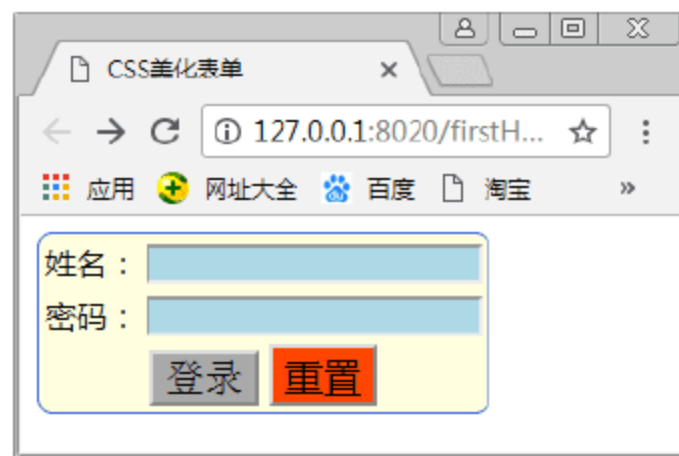 CSS美化表单
127.0.0.1:8020/firstH...
应用 网址大全 百度 淘宝 »
姓名：
密码：
登录 重置